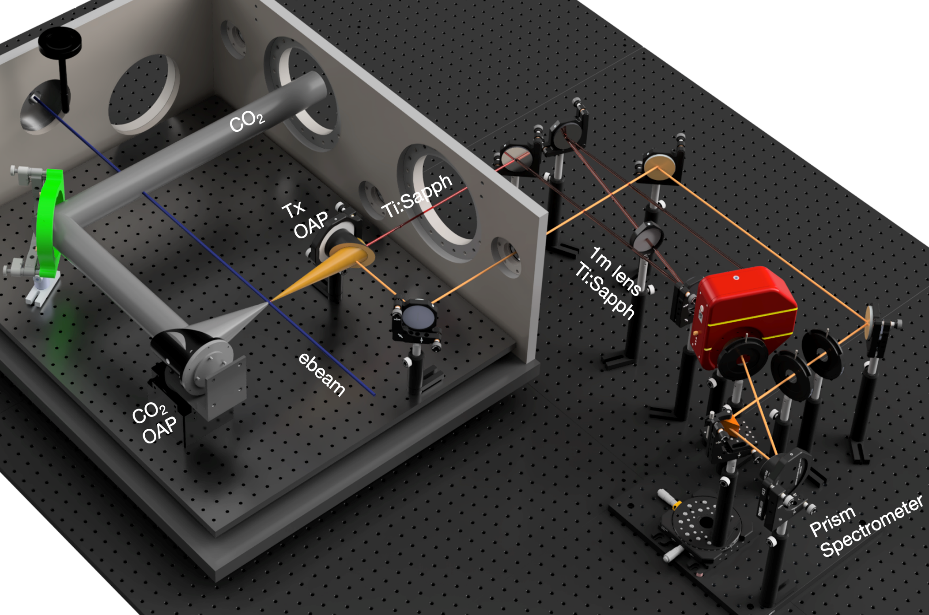 CO₂
Tx
OAP
Ti:Sapph
1m lens
Ti:Sapph
ebeam
CO₂
OAP
Prism
Spectrometer